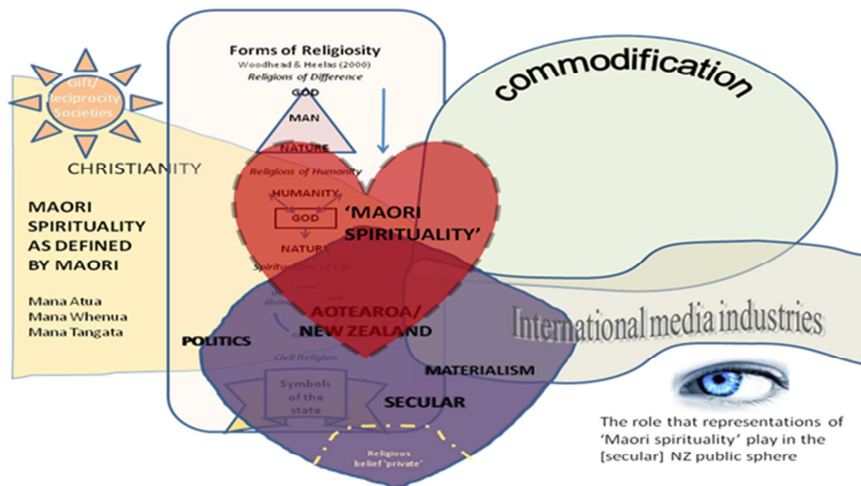 Forms of Religiosity
Woodhead & Heelas (2000)
Religions of Difference
GOD
MAN
NATURE
Religions of Humanity
HUMANITY
GOD
NATURE
Spiritualities of Life
Civil Religion
Symbols
of the
state
Gift/
Reciprocity
Societies
CHRISTIANITY
MAORI
SPIRITUALITY
AS DEFINED
BY MAORI
Mana Atua
Mana Whenua
Mana Tangata
'MAORI
SPIRITUALITY'
AOTEAROA/
NEW ZEALAND
POLITICS
MATERIALISM
SECULAR
Religious
belief 'private'
commodification
International media industries
The role that representations of
'Maori spirituality' play in the
[secular] NZ public sphere